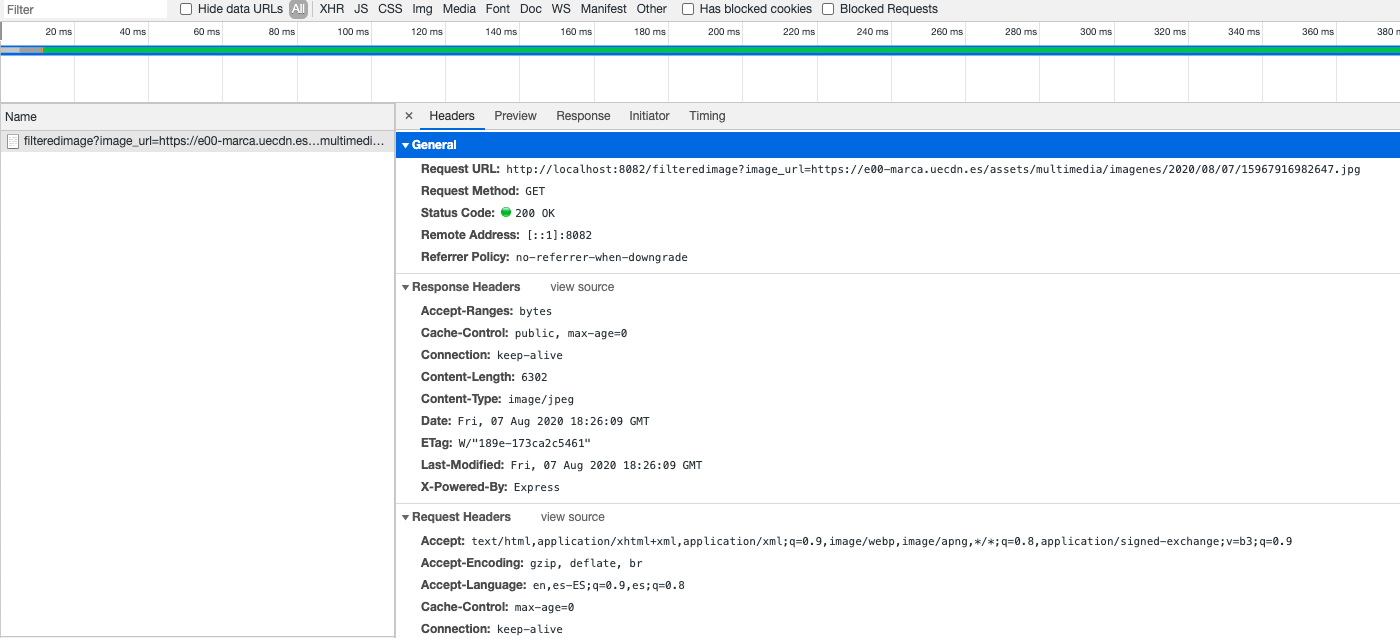 Filter Hide data URLs All XHR JS CSS Img Media Font Doc WS Manifest Other Has blocked cookies Blocked Requests
20 ms 40 ms 60 ms 80 ms 100 ms 120 ms 140 ms 160 ms 180 ms 200 ms 220 ms 240 ms 260 ms 280 ms 300 ms 320 ms 340 ms 360 ms 380 m
Name
filteredimage?image_url=https://e00-marca.uecdn.es…multimedi…
× Headers Preview Response Initiator Timing
General
Request URL: http://localhost:8082/filteredimage?image_url=https://e00-marca.uecdn.es/assets/multimedia/imagenes/2020/08/07/15967916982647.jpg
Request Method: GET
Status Code: 200 OK
Remote Address: [::1]:8082
Referrer Policy: no-referrer-when-downgrade
Response Headers view source
Accept-Ranges: bytes
Cache-Control: public, max-age=0
Connection: keep-alive
Content-Length: 6302
Content-Type: image/jpeg
Date: Fri, 07 Aug 2020 18:26:09 GMT
ETag: W/"189e-173ca2c5461"
Last-Modified: Fri, 07 Aug 2020 18:26:09 GMT
X-Powered-By: Express
Request Headers view source
Accept: text/html,application/xhtml+xml,application/xml;q=0.9,image/webp,image/apng,*/*;q=0.8,application/signed-exchange;v=b3;q=0.9
Accept-Encoding: gzip, deflate, br
Accept-Language: en,es-ES;q=0.9,es;q=0.8
Cache-Control: max-age=0
Connection: keep-alive